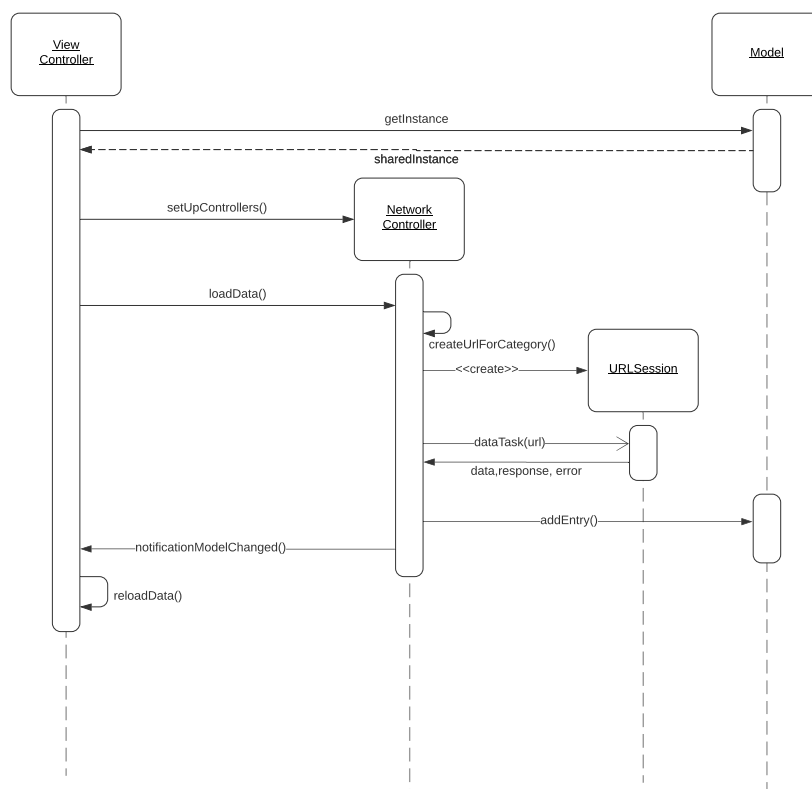 View
Controller
Model
getInstance
sharedInstance
setUpControllers()
Network
Controller
loadData()
createUrlForCategory()
<<create>>
URLSession
dataTask(url)
data,response, error
addEntry()
notificationModelChanged()
reloadData()